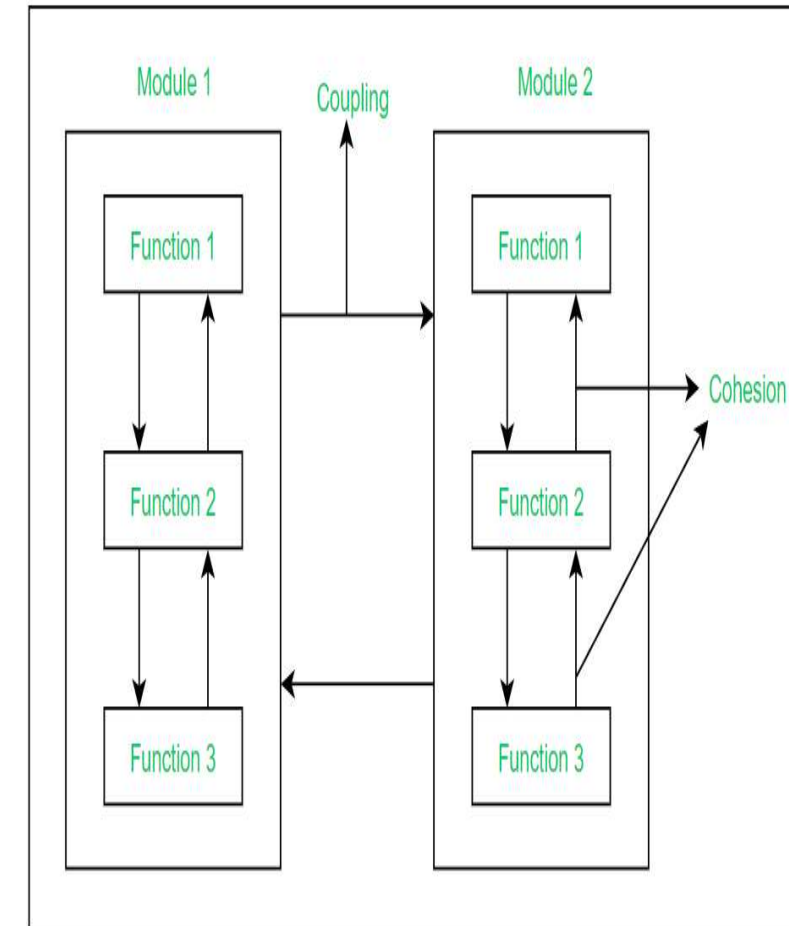 Module 1
Coupling
Module 2
Function 1
Function 1
Cohesion
Function 2
Function 2
Function 3
Function 3